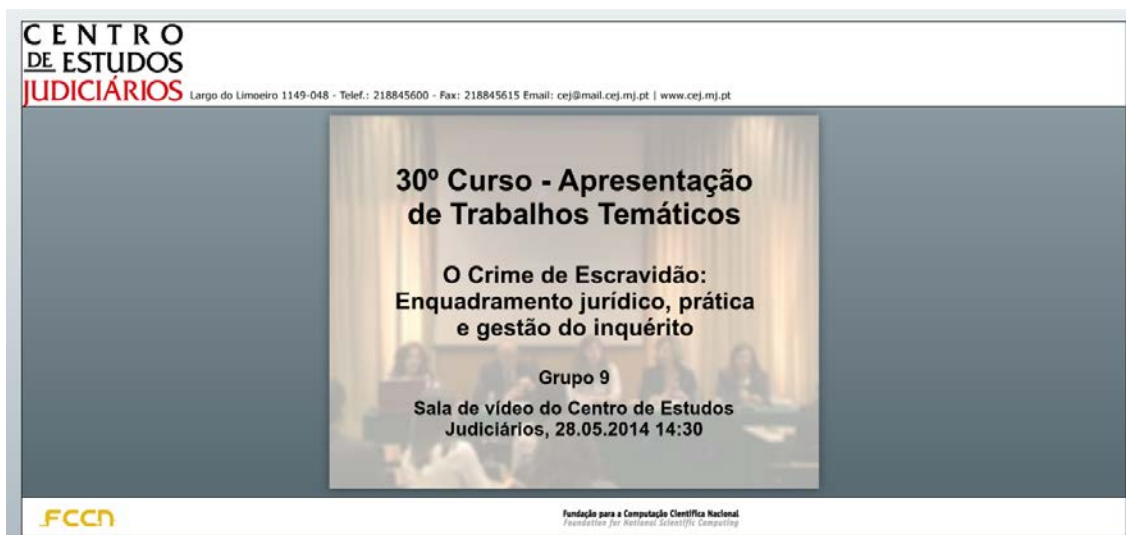 CENTRO
DE ESTUDOS
JUDICIÁRIOS
Largo do Limoeiro 1149-048 - Telef.: 218845600 - Fax: 218845615 Email: cej@mail.cej.mj.pt | www.cej.mj.pt
30º Curso - Apresentação
de Trabalhos Temáticos
O Crime de Escravidão:
Enquadramento jurídico, prática
e gestão do inquérito
Grupo 9
Sala de vídeo do Centro de Estudos
Judiciários, 28.05.2014 14:30
FCCN
Fundação para a Computação Científica Nacional
Foundation for National Scientific Computing